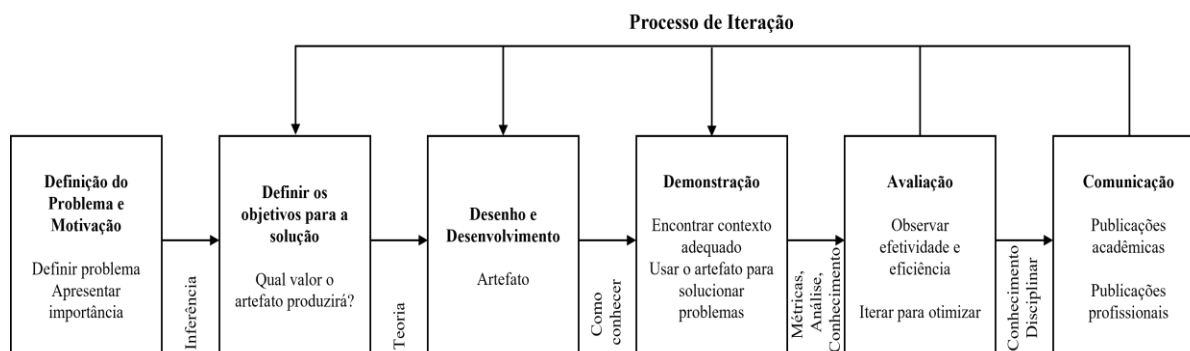 Processo de Iteração
Definição do
Problema e
Motivação
Definir problema
Apresentar
importância
Inferência
Definir os
objetivos para a
solução
Qual valor o
artefato produzirá?
Teoria
Desenho e
Desenvolvimento
Artefato
Como
conhecer
Demonstração
Encontrar contexto
adequado
Usar o artefato para
solucionar
problemas
Métricas,
Análise,
Conhecimento
Avaliação
Observar
efetividade e
eficiência
Iterar para otimizar
Conhecimento
Disciplinar
Comunicação
Publicações
acadêmicas
Publicações
profissionais